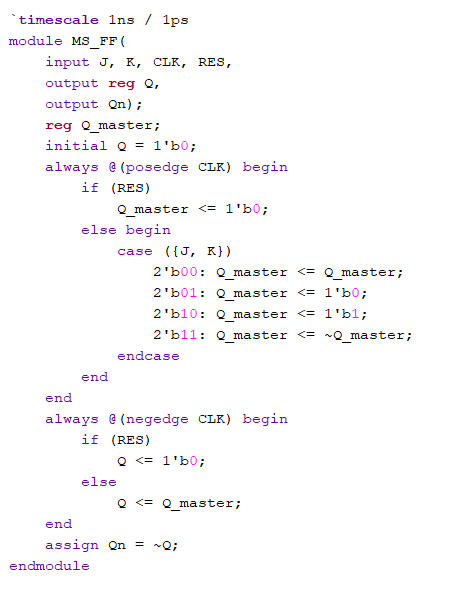 `timescale 1ns / 1ps
module MS_FF(
    input J, K, CLK, RES,
    output reg Q,
    output Qn);
    reg Q_master;
    initial Q = 1'b0;
    always @(posedge CLK) begin
        if (RES)
            Q_master <= 1'b0;
        else begin
            case ({J, K})
                2'b00: Q_master <= Q_master;
                2'b01: Q_master <= 1'b0;
                2'b10: Q_master <= 1'b1;
                2'b11: Q_master <= ~Q_master;
            endcase
        end
    end
    always @(negedge CLK) begin
        if (RES)
            Q <= 1'b0;
        else
            Q <= Q_master;
    end
    assign Qn = ~Q;
endmodule